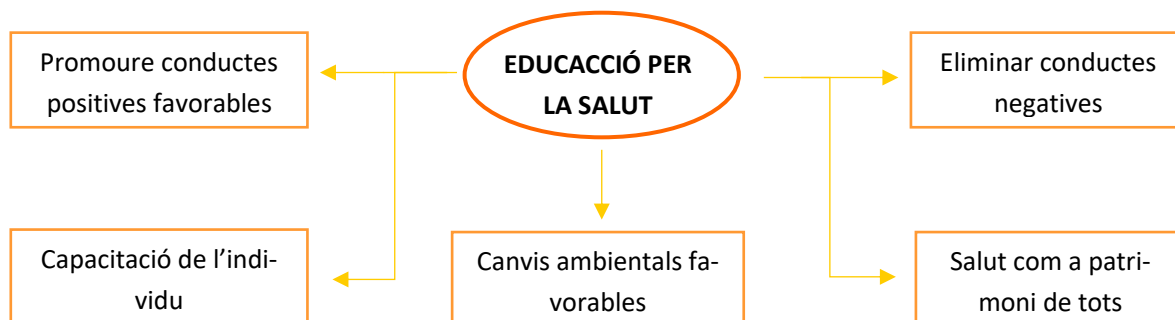 Promoure conductes
positives favorables
EDUCACCIÓ PER
LA SALUT
Eliminar conductes
negatives
Capacitació de l’indi-
vidu
Canvis ambientals fa-
vorables
Salut com a patri-
moni de tots